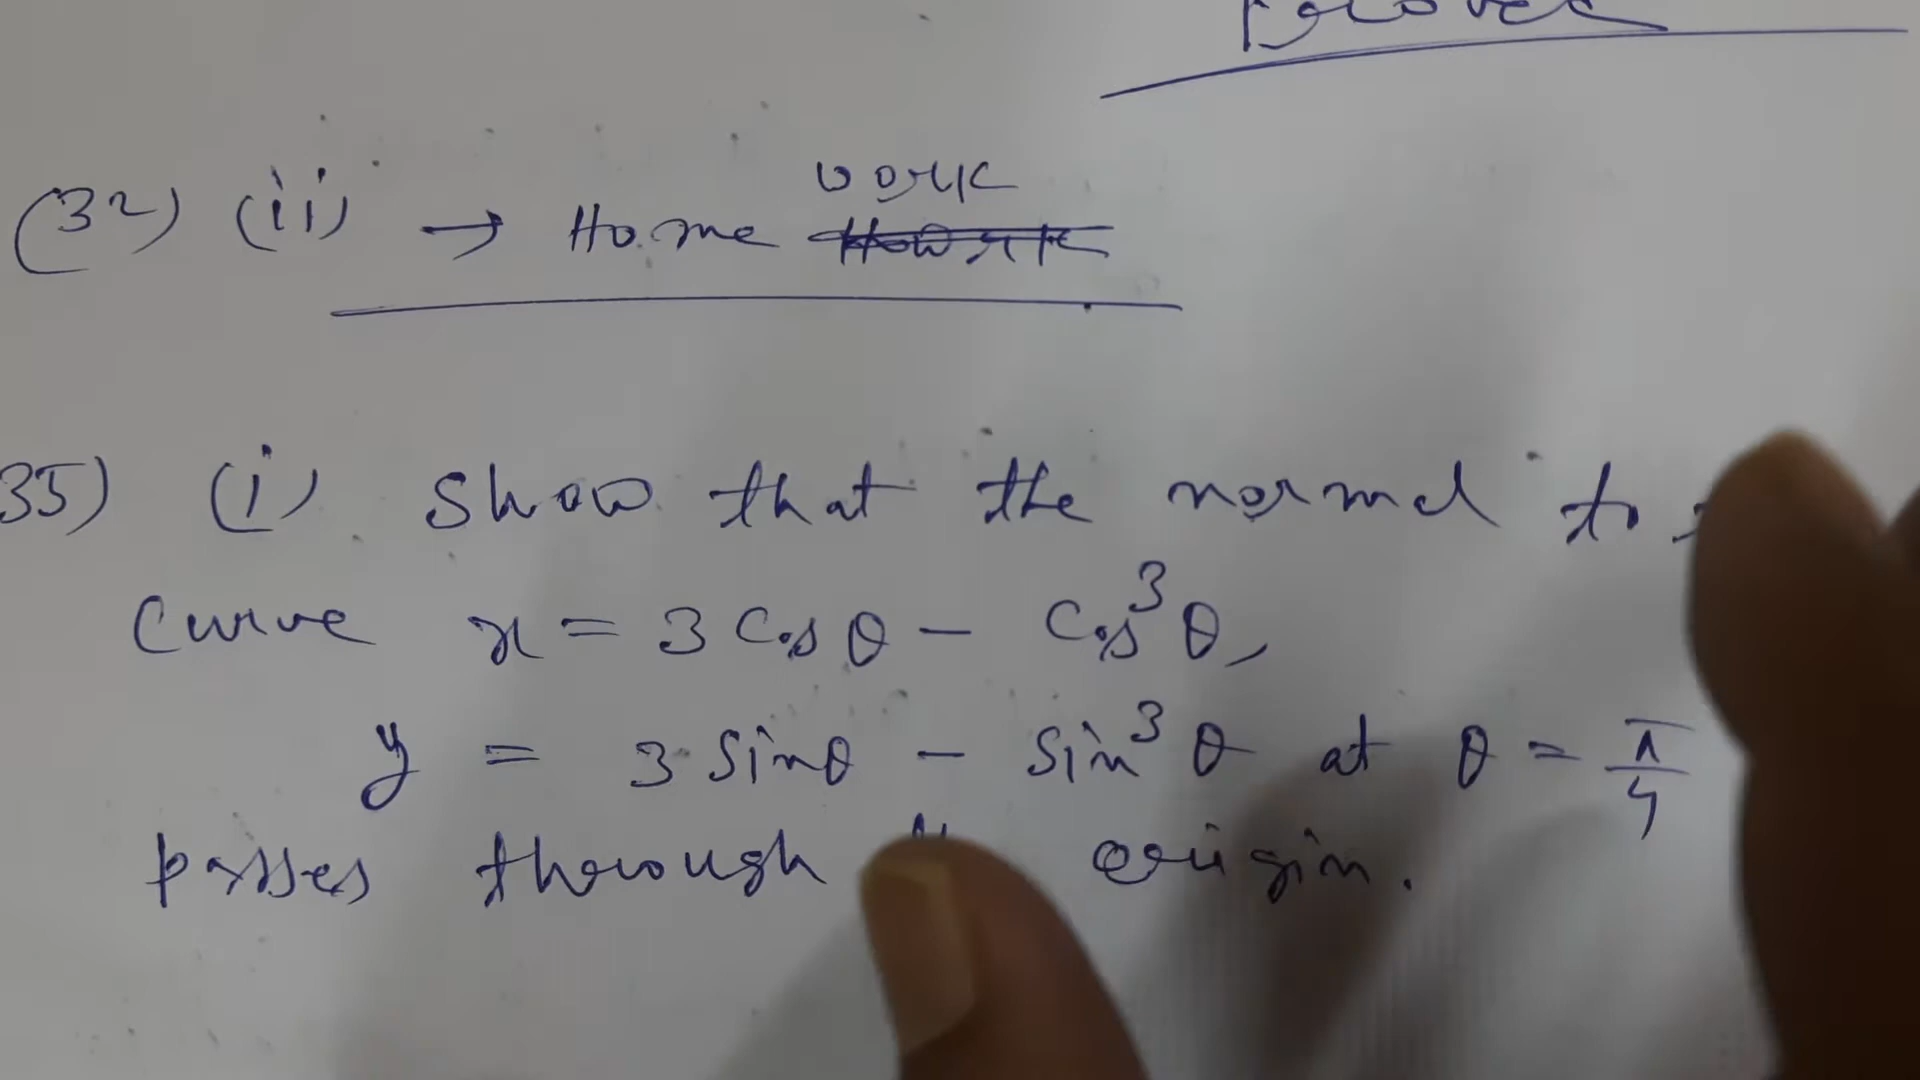 work
(32) (ii) → Home
35) (i) Show that the normal to
Curve x = 3 Cos θ - Cos³ θ,
y = 3 Sin θ - Sin³ θ at θ = π/4
passes through origin.